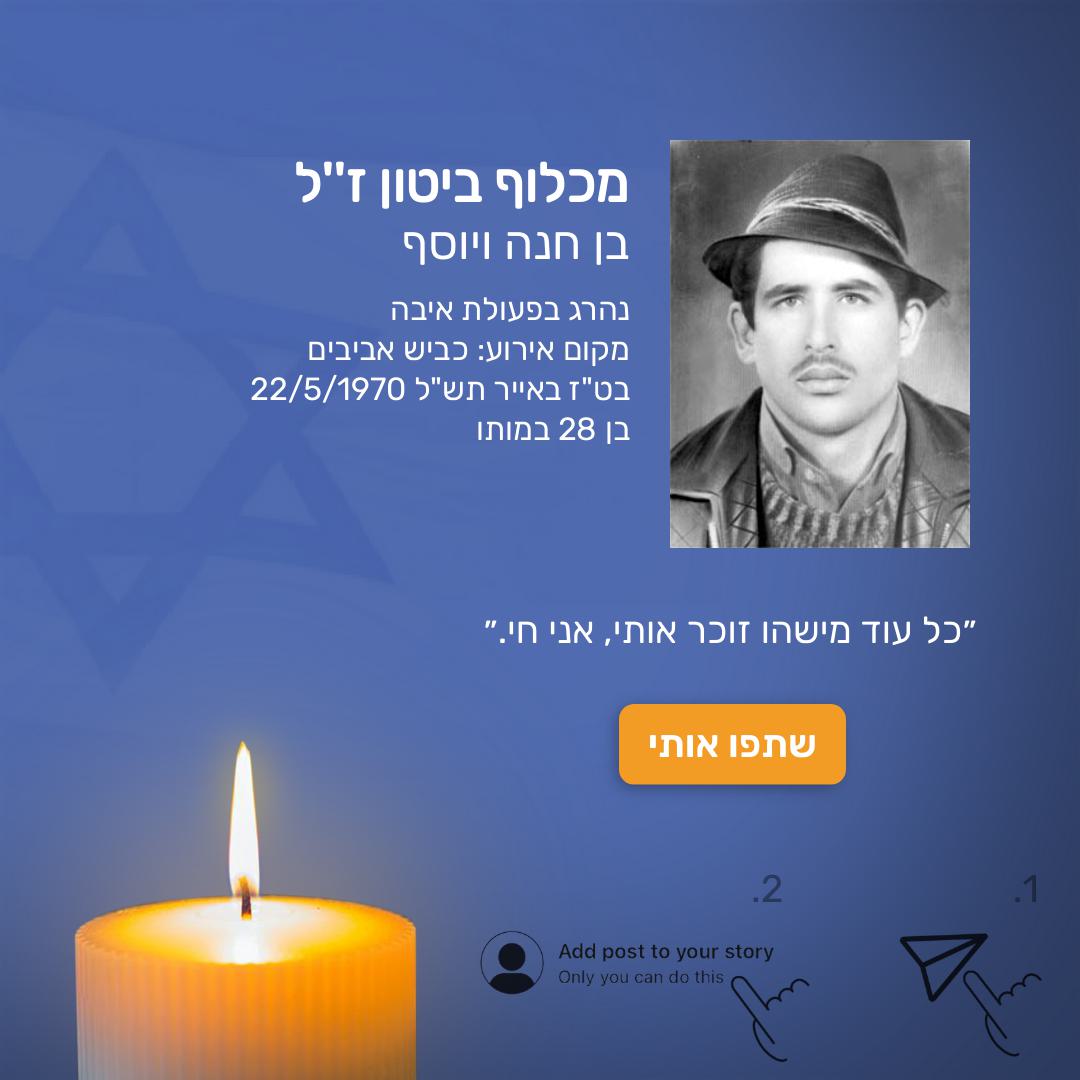 מכלוף ביטון ז"ל
בן חנה ויוסף
נהרג בפעולת איבה
מקום אירוע: כביש אביבים
בט"ז באייר תש"ל 22/5/1970
בן 28 במותו
״כל עוד מישהו זוכר אותי, אני חי.״
שתפו אותי
1.
2.
Add post to your story
Only you can do this